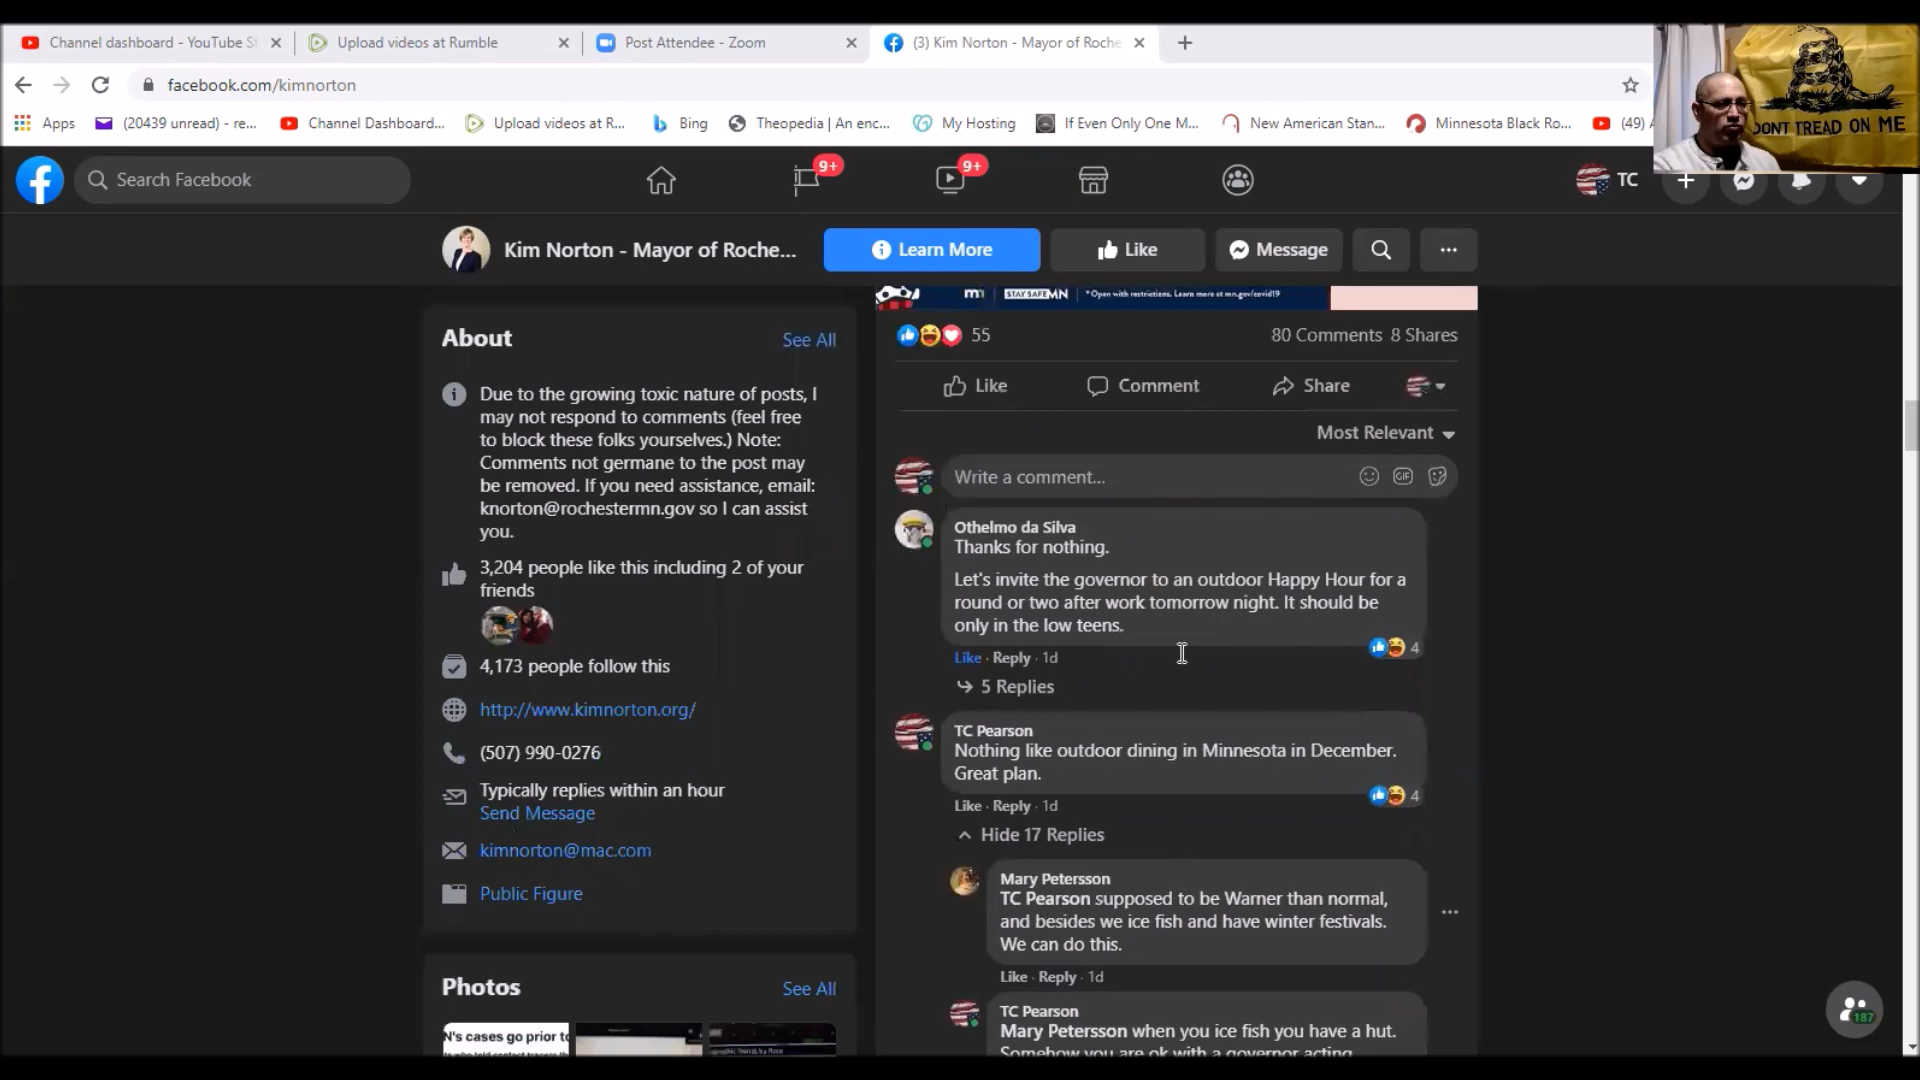 Channel dashboard - YouTube St
Upload videos at Rumble
Post Attendee - Zoom
(3) Kim Norton - Mayor of Roche
facebook.com/kimnorton
Apps
(20439 unread) - re...
Channel Dashboard...
Upload videos at R...
Bing
Theopedia | An enc...
My Hosting
If Even Only One M...
New American Stan...
Minnesota Black Ro...
(49)
DONT TREAD ON ME
Search Facebook
9+
9+
TC
Kim Norton - Mayor of Roche...
Learn More
Like
Message
About
See All
Due to the growing toxic nature of posts, I
may not respond to comments (feel free
to block these folks yourselves.) Note:
Comments not germane to the post may
be removed. If you need assistance, email:
knorton@rochestermn.gov so I can assist
you.
3,204 people like this including 2 of your
friends
4,173 people follow this
http://www.kimnorton.org/
(507) 990-0276
Typically replies within an hour
Send Message
kimnorton@mac.com
Public Figure
Photos
See All
N's cases go prior to
STAY SAFE MN
*Open with restrictions. Learn more at mn.gov/covid19
55
80 Comments 8 Shares
Like
Comment
Share
Most Relevant
Write a comment...
GIF
Othelmo da Silva
Thanks for nothing.
Let's invite the governor to an outdoor Happy Hour for a
round or two after work tomorrow night. It should be
only in the low teens.
4
Like · Reply · 1d
5 Replies
TC Pearson
Nothing like outdoor dining in Minnesota in December.
Great plan.
4
Like · Reply · 1d
Hide 17 Replies
Mary Petersson
TC Pearson supposed to be Warner than normal,
and besides we ice fish and have winter festivals.
We can do this.
Like · Reply · 1d
TC Pearson
Mary Petersson when you ice fish you have a hut.
Somehow you are ok with a governor acting
187